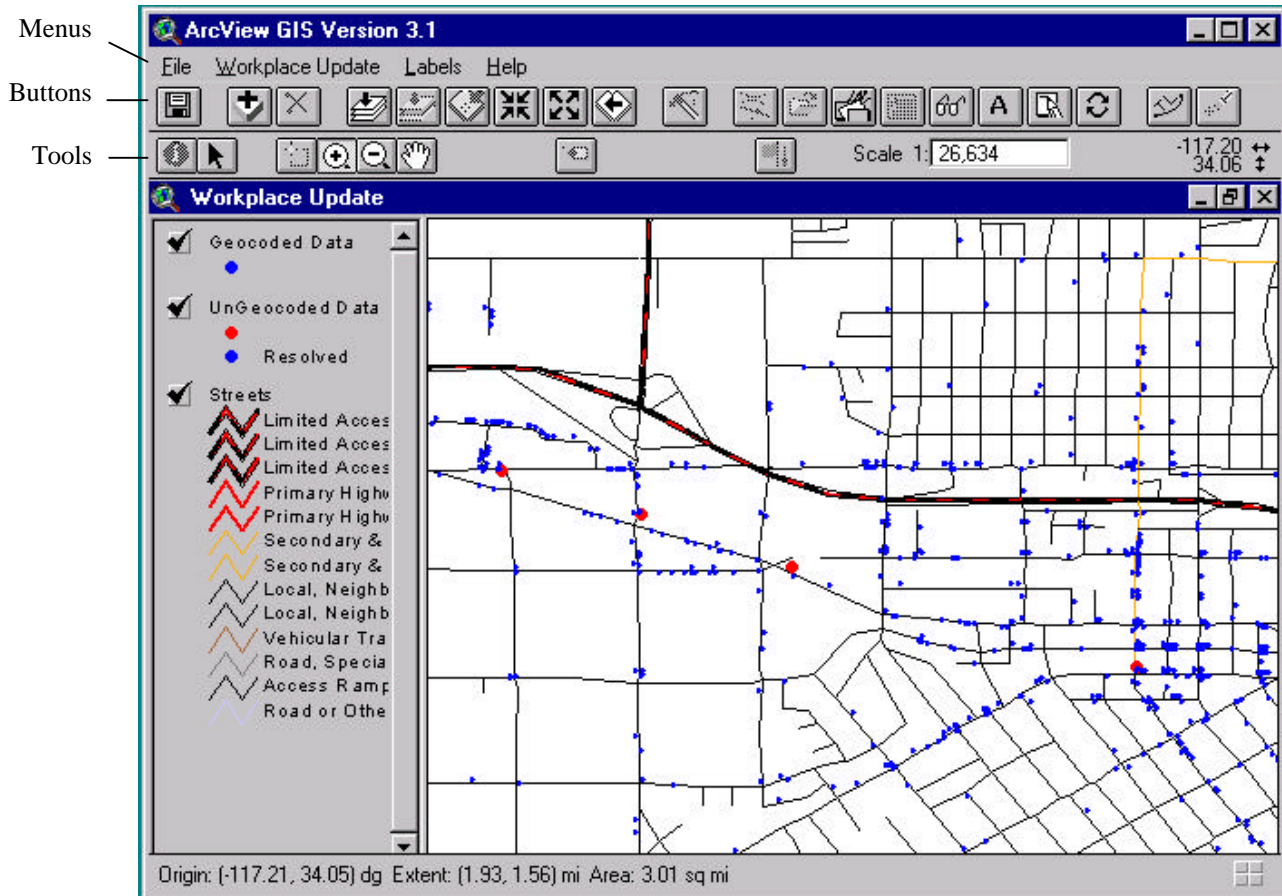 Menus
Buttons
Tools
ArcView GIS Version 3.1
File Workplace Update Labels Help
A
Scale 1: 26,634
-117.20
34.06
Workplace Update
Geocoded Data
UnGeocoded Data
Resolved
Streets
Limited Acces
Limited Acces
Limited Acces
Primary Highw
Primary Highw
Secondary &
Secondary &
Local, Neighb
Local, Neighb
Vehicular Tra
Road, Specia
Access Ramp
Road or Othe
Origin: (-117.21, 34.05) dg Extent: (1.93, 1.56) mi Area: 3.01 sq mi